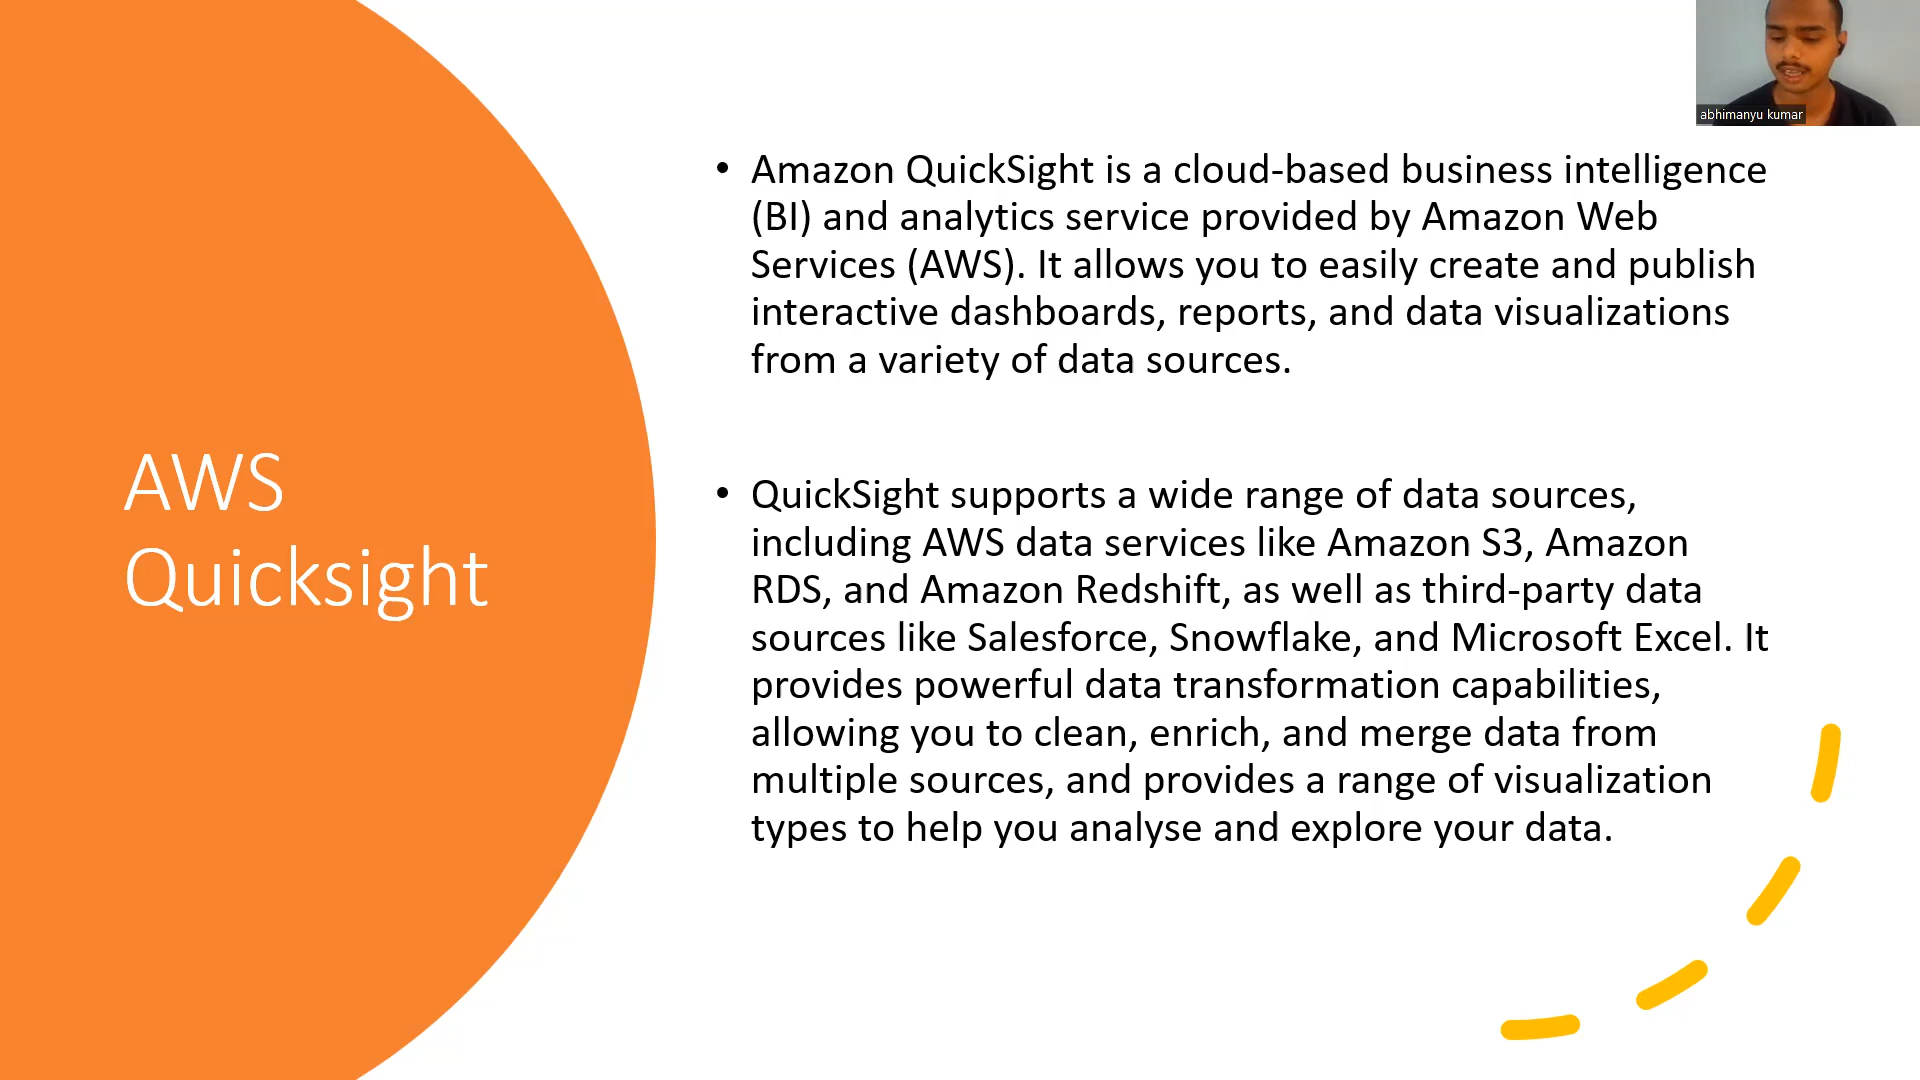 abhimanyu kumar
AWS
Quicksight
• Amazon QuickSight is a cloud-based business intelligence
(BI) and analytics service provided by Amazon Web
Services (AWS). It allows you to easily create and publish
interactive dashboards, reports, and data visualizations
from a variety of data sources.
• QuickSight supports a wide range of data sources,
including AWS data services like Amazon S3, Amazon
RDS, and Amazon Redshift, as well as third-party data
sources like Salesforce, Snowflake, and Microsoft Excel. It
provides powerful data transformation capabilities,
allowing you to clean, enrich, and merge data from
multiple sources, and provides a range of visualization
types to help you analyse and explore your data.